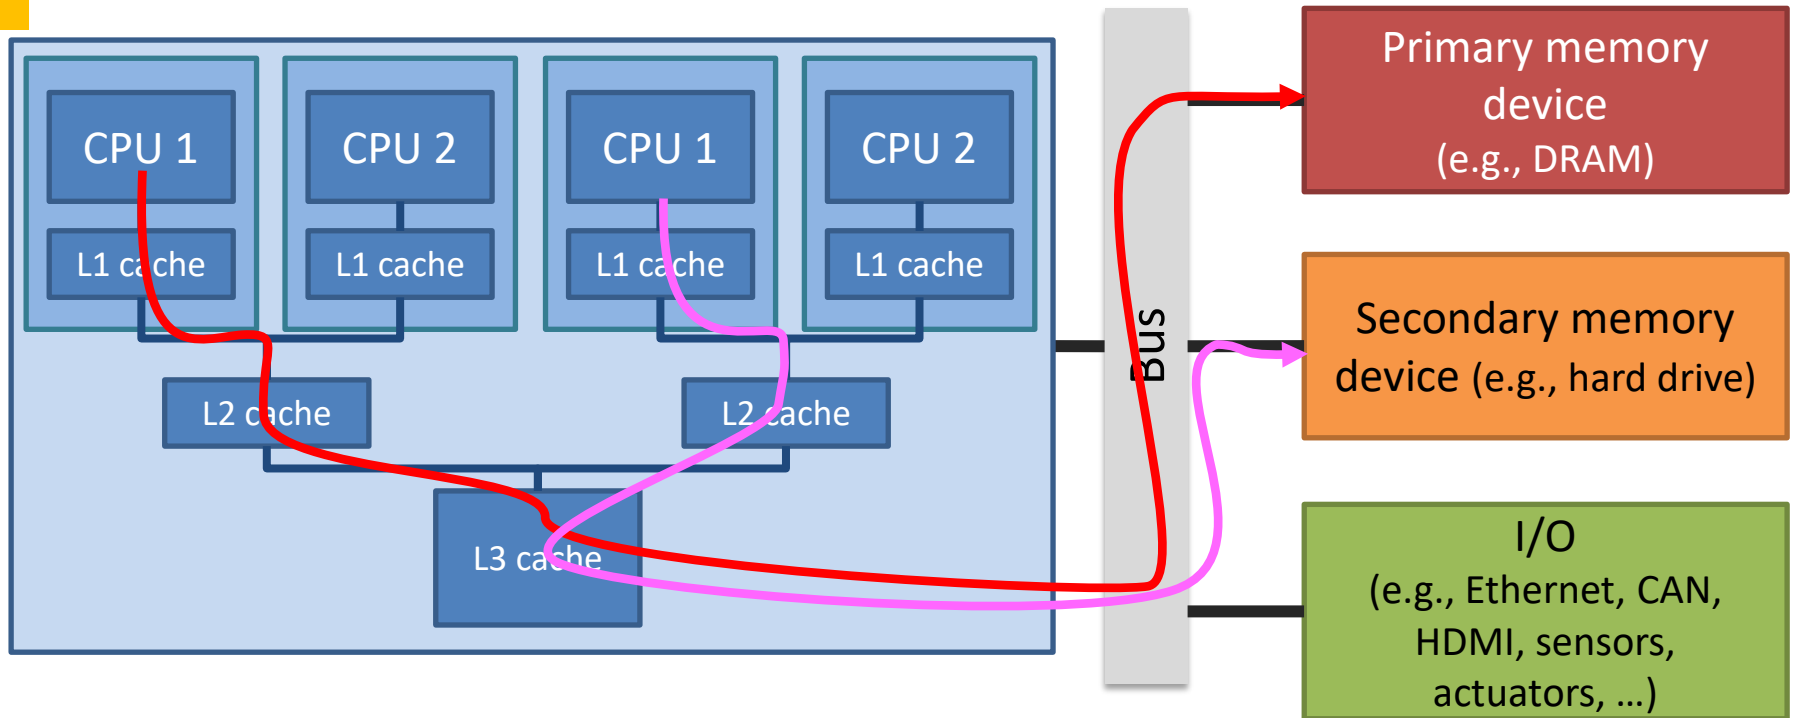 CPU 1
CPU 2
CPU 1
CPU 2
L1 cache
L1 cache
L1 cache
L1 cache
L2 cache
L2 cache
L3 cache
Bus
Primary memory
device
(e.g., DRAM)
Secondary memory
device (e.g., hard drive)
I/O
(e.g., Ethernet, CAN,
HDMI, sensors,
actuators, ...)